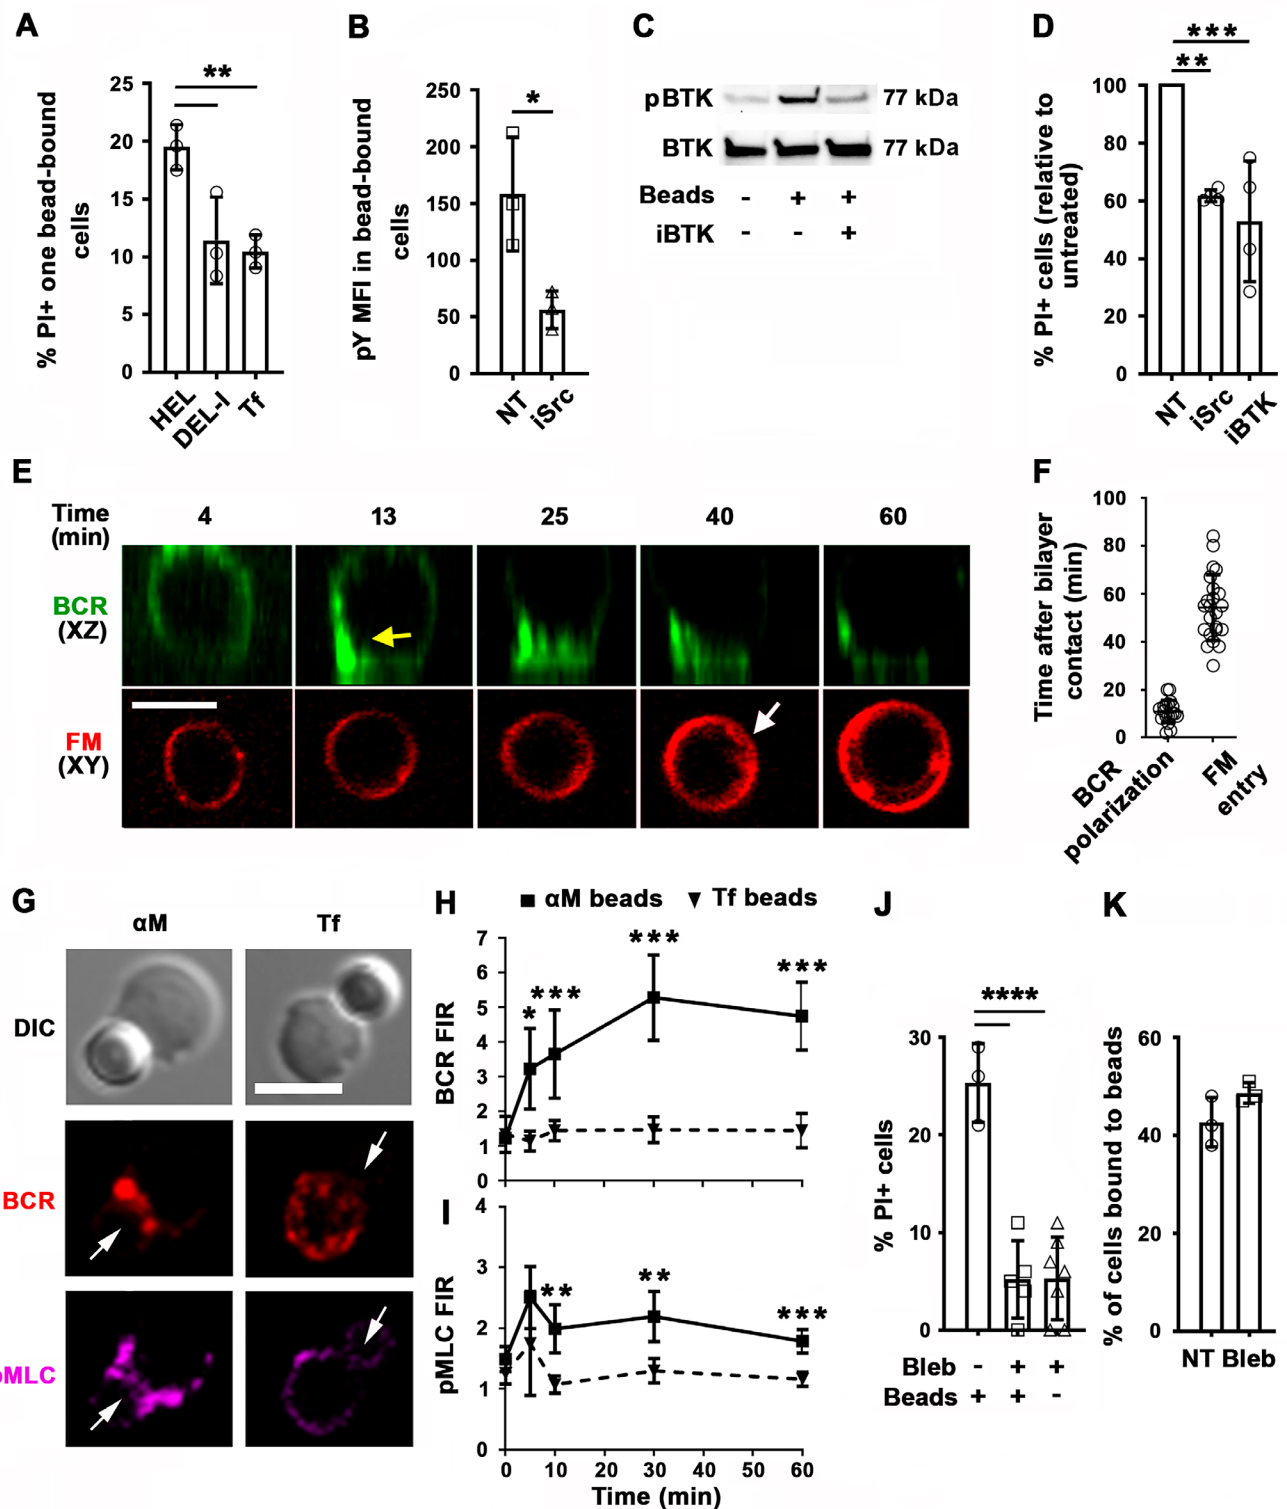 A
% PI+ one bead-bound
cells
25
20
15
10
5
0
**
HEL
DEL-I
Tf
B
pY MFI in bead-bound
cells
250
200
150
100
50
0
*
NT
iSrc
C
pBTK 77 kDa
BTK 77 kDa
Beads - + +
iBTK - - +
D
% PI+ cells (relative to
untreated)
100
80
60
40
20
0
***
**
NT
iSrc
iBTK
E
Time
(min)
4 13 25 40 60
BCR
(XZ)
FM
(XY)
F
Time after bilayer
contact (min)
100
80
60
40
20
0
BCR
polarization
FM
entry
G
αM Tf
DIC
BCR
pMLC
H
αM beads Tf beads
BCR FIR
7
6
5
4
3
2
1
0
* *** *** ***
I
pMLC FIR
4
3
2
1
0
** ** ***
0 10 20 30 40 50 60
Time (min)
J
% PI+ cells
30
20
10
0
****
Bleb - + +
Beads + + -
K
% of cells bound to beads
60
40
20
0
NT Bleb